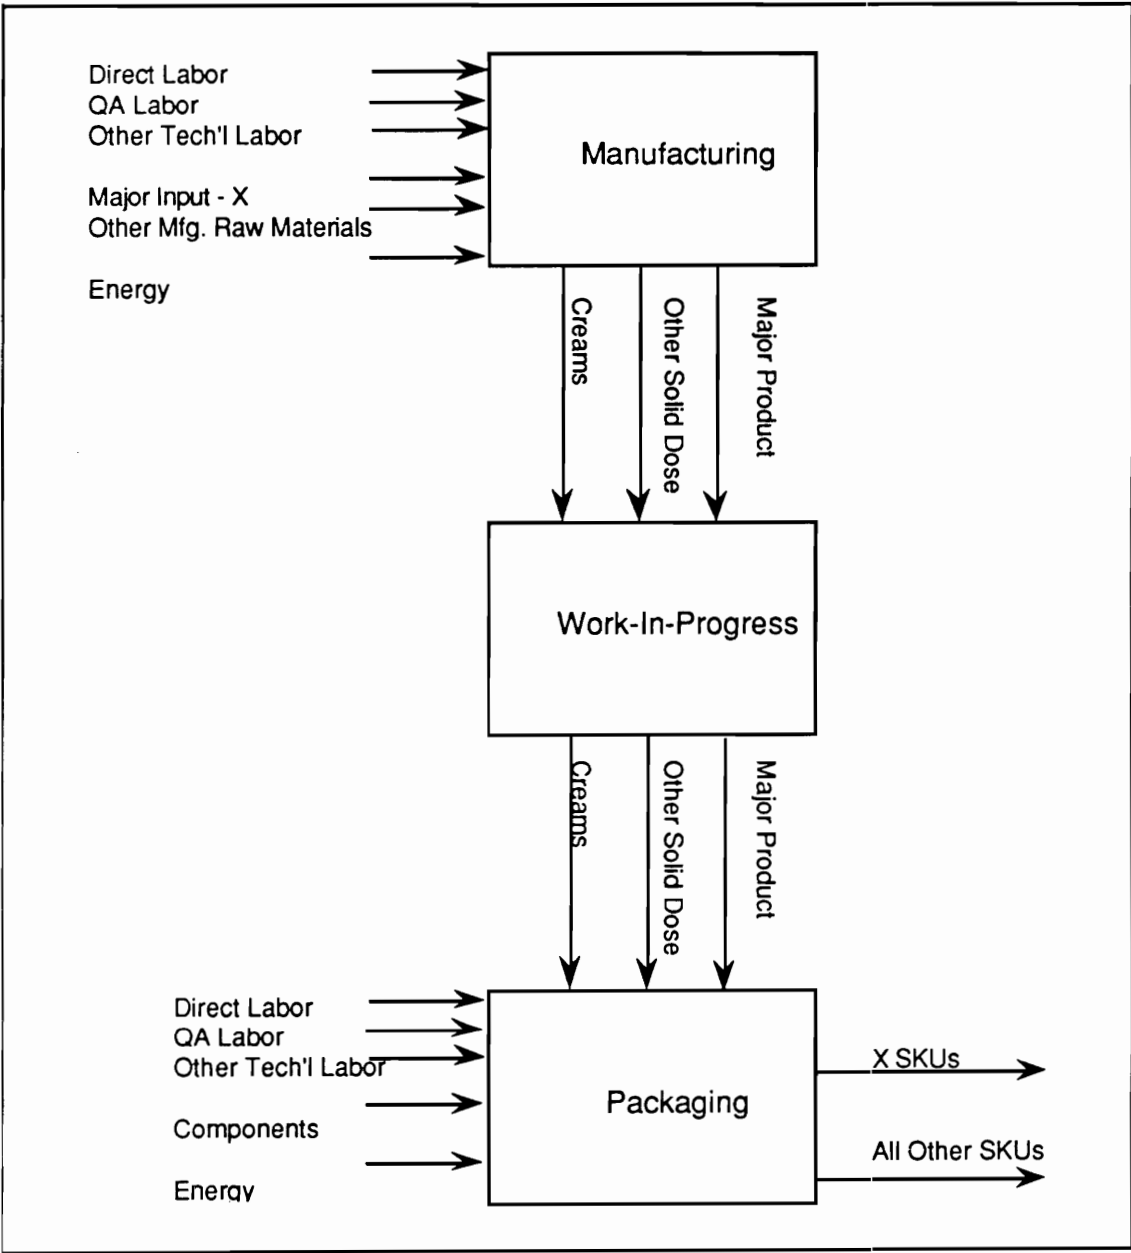 Direct Labor
QA Labor
Other Tech'l Labor
Major Input - X
Other Mfg. Raw Materials
Energy
Manufacturing
Creams
Other Solid Dose
Major Product
Work-In-Progress
Creams
Other Solid Dose
Major Product
Direct Labor
QA Labor
Other Tech'l Labor
Components
Energy
Packaging
X SKUs
All Other SKUs